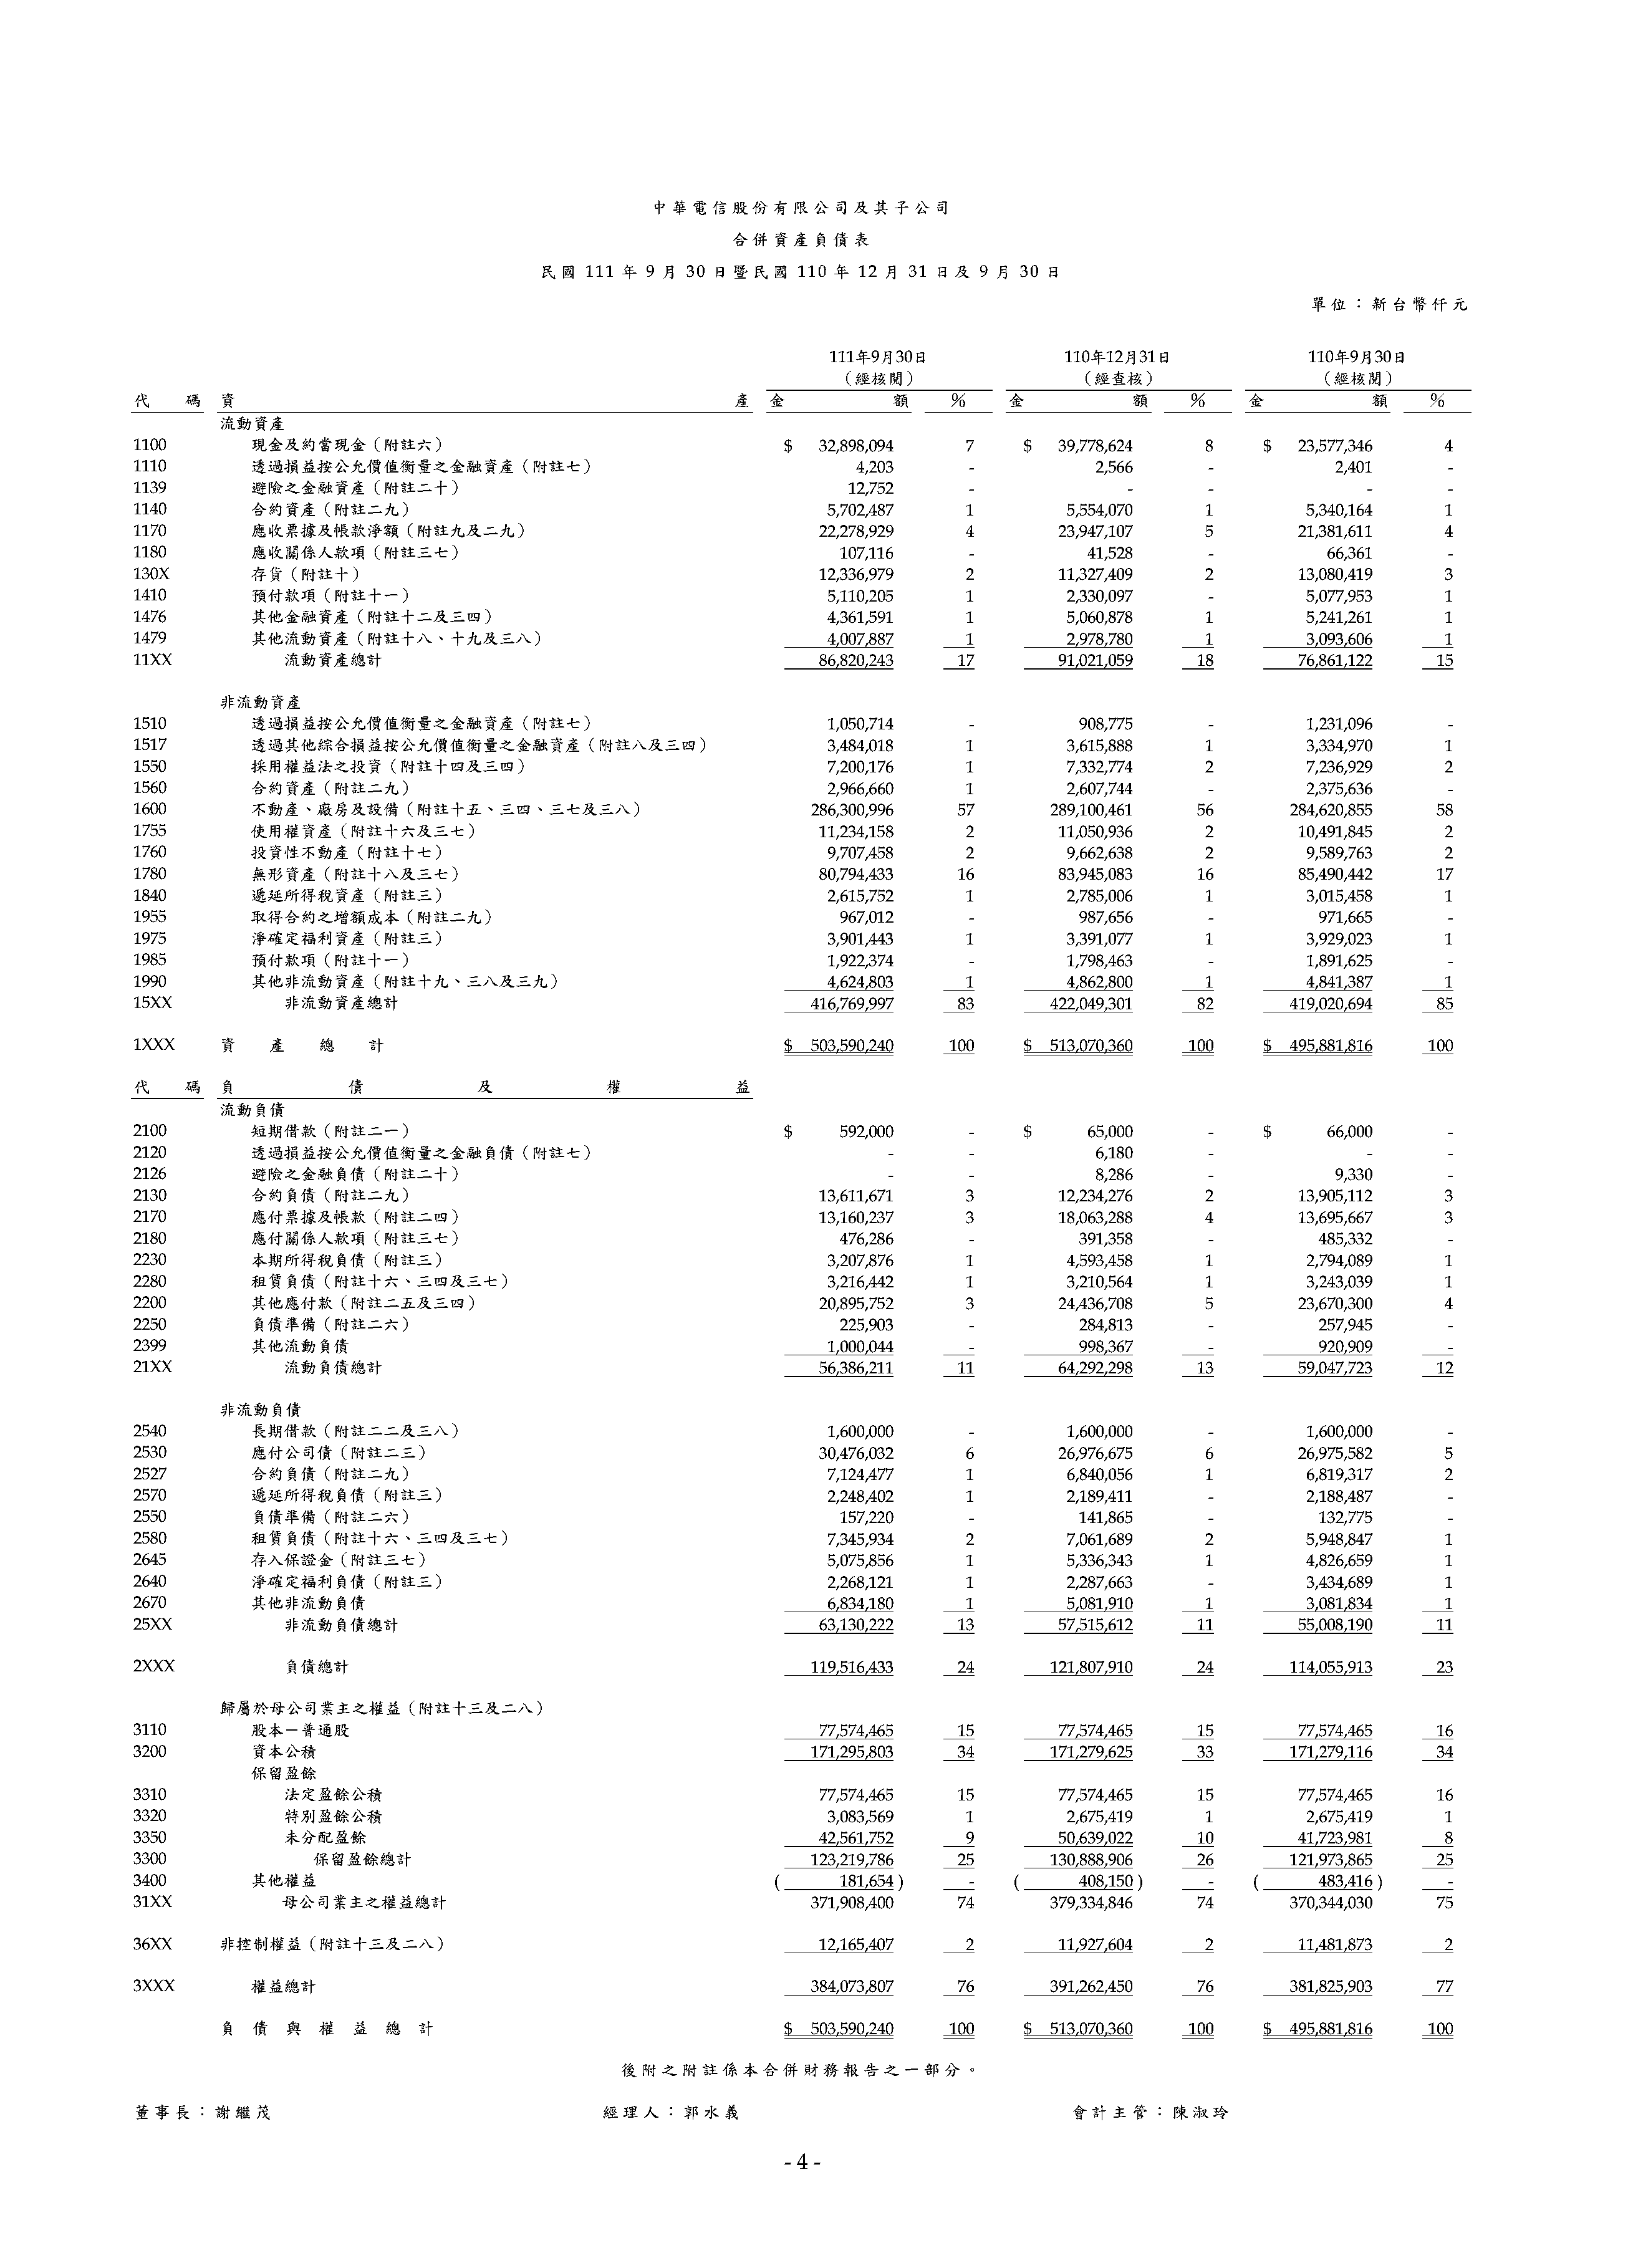 中華電信股份有限公司及其子公司
合併資產負債表
民國 111 年 9 月 30 日暨民國 110 年 12 月 31 日及 9 月 30 日
單位：新台幣仟元
111年9月30日 110年12月31日 110年9月30日
（經核閱） （經查核） （經核閱）
代 碼 資 產 金 額 % 金 額 % 金 額 %
流動資產
1100 現金及約當現金（附註六） $ 32,898,094 7 $ 39,778,624 8 $ 23,577,346 4
1110 透過損益按公允價值衡量之金融資產（附註七） 4,203 - 2,566 - 2,401 -
1139 避險之金融資產（附註二十） 12,752 - - - - -
1140 合約資產（附註二九） 5,702,487 1 5,554,070 1 5,340,164 1
1170 應收票據及帳款淨額（附註九及二九） 22,278,929 4 23,947,107 5 21,381,611 4
1180 應收關係人款項（附註三七） 107,116 - 41,528 - 66,361 -
130X 存貨（附註十） 12,336,979 2 11,327,409 2 13,080,419 3
1410 預付款項（附註十一） 5,110,205 1 2,330,097 - 5,077,953 1
1476 其他金融資產（附註十二及三四） 4,361,591 1 5,060,878 1 5,241,261 1
1479 其他流動資產（附註十八、十九及三八） 4,007,887 1 2,978,780 1 3,093,606 1
11XX 流動資產總計 86,820,243 17 91,021,059 18 76,861,122 15
非流動資產
1510 透過損益按公允價值衡量之金融資產（附註七） 1,050,714 - 908,775 - 1,231,096 -
1517 透過其他綜合損益按公允價值衡量之金融資產（附註八及三四） 3,484,018 1 3,615,888 1 3,334,970 1
1550 採用權益法之投資（附註十四及三四） 7,200,176 1 7,332,774 2 7,236,929 2
1560 合約資產（附註二九） 2,966,660 1 2,607,744 - 2,375,636 -
1600 不動產、廠房及設備（附註十五、三四、三七及三八） 286,300,996 57 289,100,461 56 284,620,855 58
1755 使用權資產（附註十六及三七） 11,234,158 2 11,050,936 2 10,491,845 2
1760 投資性不動產（附註十七） 9,707,458 2 9,662,638 2 9,589,763 2
1780 無形資產（附註十八及三七） 80,794,433 16 83,945,083 16 85,490,442 17
1840 遞延所得稅資產（附註三） 2,615,752 1 2,785,006 1 3,015,458 1
1955 取得合約之增額成本（附註二九） 967,012 - 987,656 - 971,665 -
1975 淨確定福利資產（附註三） 3,901,443 1 3,391,077 1 3,929,023 1
1985 預付款項（附註十一） 1,922,374 - 1,798,463 - 1,891,625 -
1990 其他非流動資產（附註十九、三八及三九） 4,624,803 1 4,862,800 1 4,841,387 1
15XX 非流動資產總計 416,769,997 83 422,049,301 82 419,020,694 85
1XXX 資 產 總 計 $ 503,590,240 100 $ 513,070,360 100 $ 495,881,816 100
代 碼 負 債 及 權 益
流動負債
2100 短期借款（附註二一） $ 592,000 - $ 65,000 - $ 66,000 -
2120 透過損益按公允價值衡量之金融負債（附註七） - - 6,180 - - -
2126 避險之金融負債（附註二十） - - 8,286 - 9,330 -
2130 合約負債（附註二九） 13,611,671 3 12,234,276 2 13,905,112 3
2170 應付票據及帳款（附註二四） 13,160,237 3 18,063,288 4 13,695,667 3
2180 應付關係人款項（附註三七） 476,286 - 391,358 - 485,332 -
2230 本期所得稅負債（附註三） 3,207,876 1 4,593,458 1 2,794,089 1
2280 租賃負債（附註十六、三四及三七） 3,216,442 1 3,210,564 1 3,243,039 1
2200 其他應付款（附註二五及三四） 20,895,752 3 24,436,708 5 23,670,300 4
2250 負債準備（附註二六） 225,903 - 284,813 - 257,945 -
2399 其他流動負債 1,000,044 - 998,367 - 920,909 -
21XX 流動負債總計 56,386,211 11 64,292,298 13 59,047,723 12
非流動負債
2540 長期借款（附註二二及三八） 1,600,000 - 1,600,000 - 1,600,000 -
2530 應付公司債（附註二三） 30,476,032 6 26,976,675 6 26,975,582 5
2527 合約負債（附註二九） 7,124,477 1 6,840,056 1 6,819,317 2
2570 遞延所得稅負債（附註三） 2,248,402 1 2,189,411 - 2,188,487 -
2550 負債準備（附註二六） 157,220 - 141,865 - 132,775 -
2580 租賃負債（附註十六、三四及三七） 7,345,934 2 7,061,689 2 5,948,847 1
2645 存入保證金（附註三七） 5,075,856 1 5,336,343 1 4,826,659 1
2640 淨確定福利負債（附註三） 2,268,121 1 2,287,663 - 3,434,689 1
2670 其他非流動負債 6,834,180 1 5,081,910 1 3,081,834 1
25XX 非流動負債總計 63,130,222 13 57,515,612 11 55,008,190 11
2XXX 負債總計 119,516,433 24 121,807,910 24 114,055,913 23
歸屬於母公司業主之權益（附註十三及二八）
3110 股本－普通股 77,574,465 15 77,574,465 15 77,574,465 16
3200 資本公積 171,295,803 34 171,279,625 33 171,279,116 34
保留盈餘
3310 法定盈餘公積 77,574,465 15 77,574,465 15 77,574,465 16
3320 特別盈餘公積 3,083,569 1 2,675,419 1 2,675,419 1
3350 未分配盈餘 42,561,752 9 50,639,022 10 41,723,981 8
3300 保留盈餘總計 123,219,786 25 130,888,906 26 121,973,865 25
3400 其他權益 ( 181,654 ) - ( 408,150 ) - ( 483,416 ) -
31XX 母公司業主之權益總計 371,908,400 74 379,334,846 74 370,344,030 75
36XX 非控制權益（附註十三及二八） 12,165,407 2 11,927,604 2 11,481,873 2
3XXX 權益總計 384,073,807 76 391,262,450 76 381,825,903 77
負 債 與 權 益 總 計 $ 503,590,240 100 $ 513,070,360 100 $ 495,881,816 100
後附之附註係本合併財務報告之一部分。
董事長：謝繼茂 經理人：郭水義 會計主管：陳淑玲
- 4 -